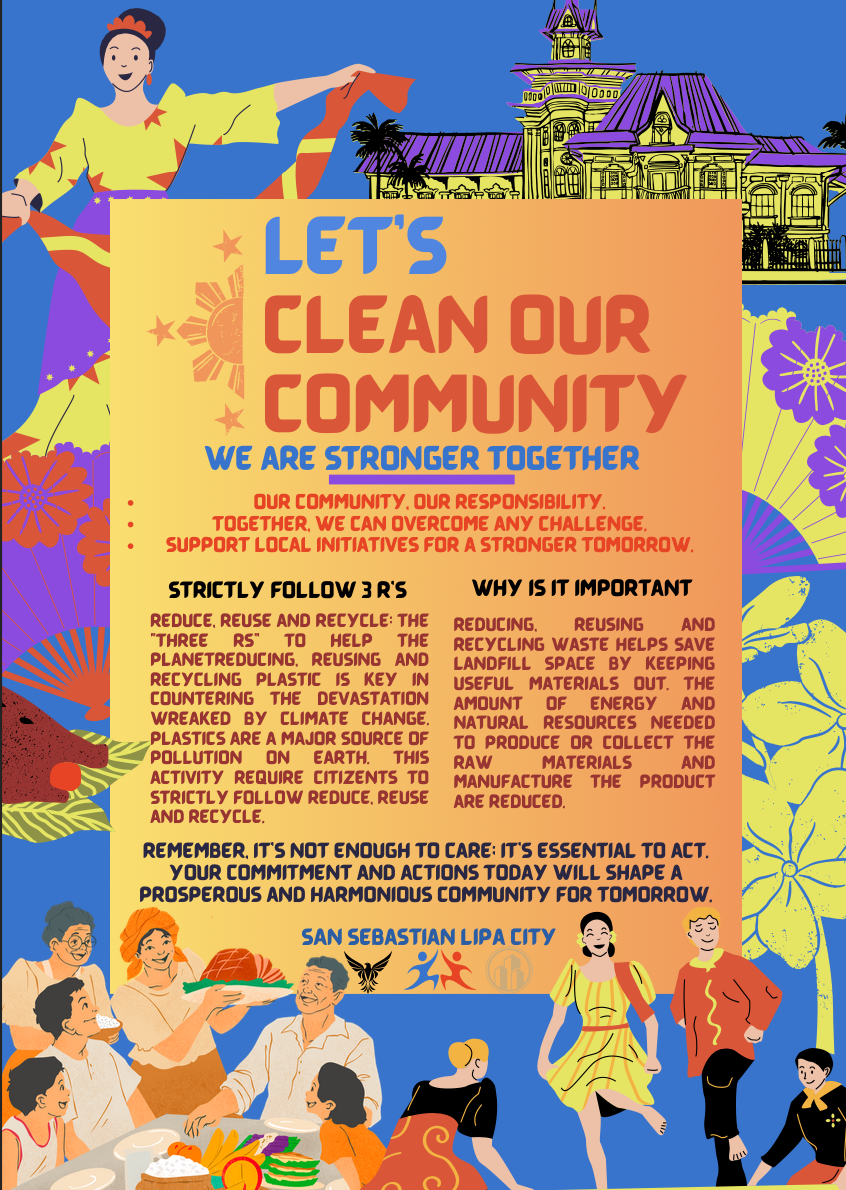 LET'S
CLEAN OUR
COMMUNITY
WE ARE STRONGER TOGETHER
• OUR COMMUNITY, OUR RESPONSIBILITY.
• TOGETHER, WE CAN OVERCOME ANY CHALLENGE.
• SUPPORT LOCAL INITIATIVES FOR A STRONGER TOMORROW.
STRICTLY FOLLOW 3 R'S
REDUCE, REUSE AND RECYCLE: THE
"THREE RS" TO HELP THE
PLANETREDUCING, REUSING AND
RECYCLING PLASTIC IS KEY IN
COUNTERING THE DEVASTATION
WREAKED BY CLIMATE CHANGE.
PLASTICS ARE A MAJOR SOURCE OF
POLLUTION ON EARTH. THIS
ACTIVITY REQUIRE CITIZENTS TO
STRICTLY FOLLOW REDUCE, REUSE
AND RECYCLE.
WHY IS IT IMPORTANT
REDUCING, REUSING AND
RECYCLING WASTE HELPS SAVE
LANDFILL SPACE BY KEEPING
USEFUL MATERIALS OUT. THE
AMOUNT OF ENERGY AND
NATURAL RESOURCES NEEDED
TO PRODUCE OR COLLECT THE
RAW MATERIALS AND
MANUFACTURE THE PRODUCT
ARE REDUCED.
REMEMBER, IT'S NOT ENOUGH TO CARE; IT'S ESSENTIAL TO ACT.
YOUR COMMITMENT AND ACTIONS TODAY WILL SHAPE A
PROSPEROUS AND HARMONIOUS COMMUNITY FOR TOMORROW.
SAN SEBASTIAN LIPA CITY